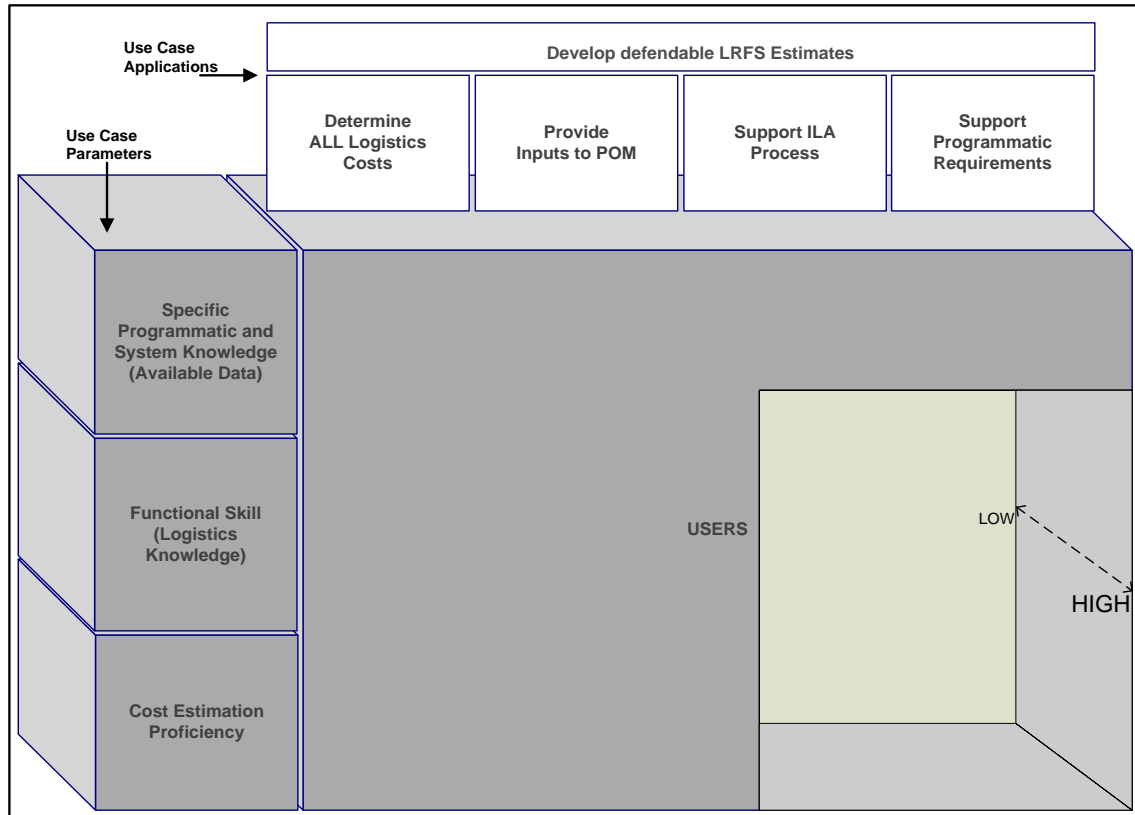 Use Case
Applications
Develop defendable LRFS Estimates
Determine
ALL Logistics
Costs
Provide
Inputs to POM
Support ILA
Process
Support
Programmatic
Requirements
Use Case
Parameters
Specific
Programmatic and
System Knowledge
(Available Data)
Functional Skill
(Logistics
Knowledge)
Cost Estimation
Proficiency
USERS
LOW
HIGH